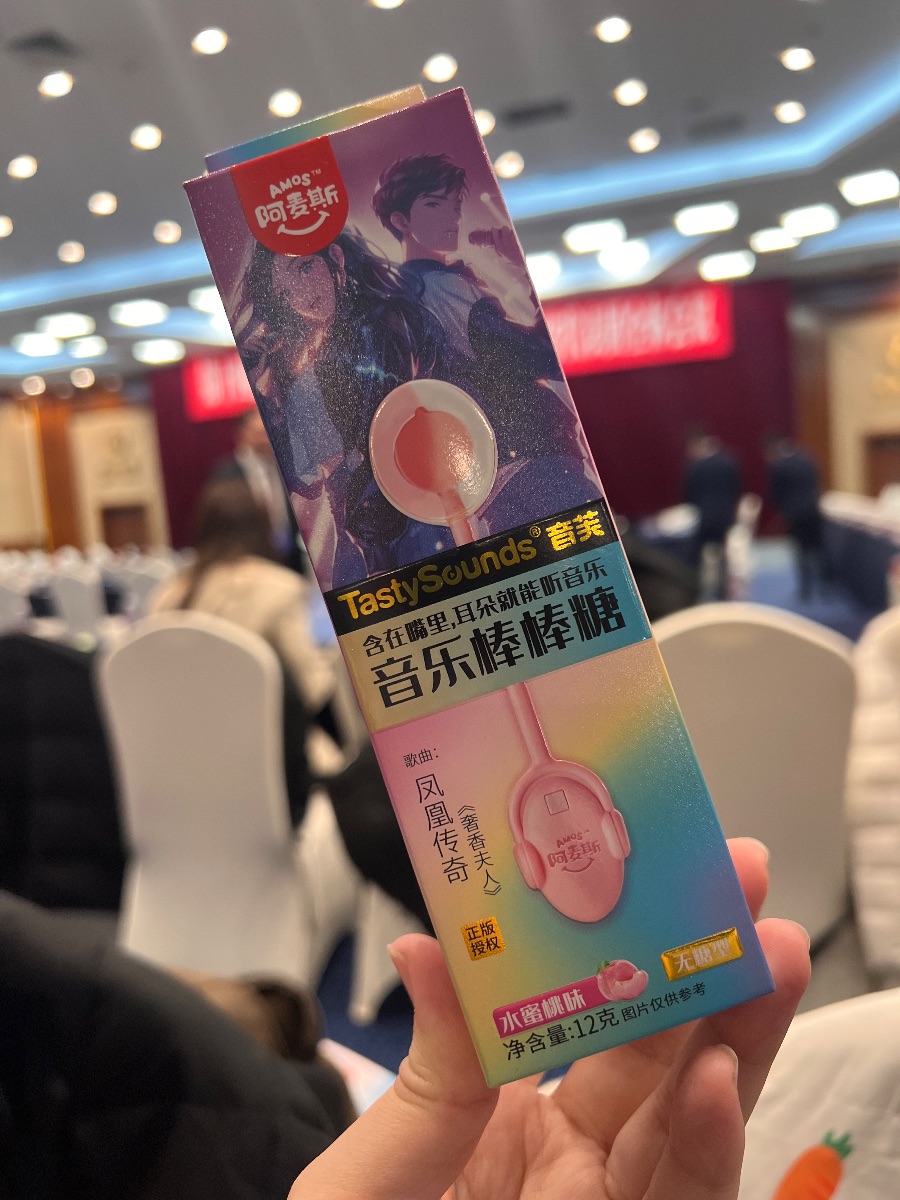 AMOS™
阿麦斯
TastySounds®音芙
含在嘴里,耳朵就能听音乐
音乐棒棒糖
歌曲:
凤凰传奇
《奢香夫人》
AMOS™
阿麦斯
正版
授权
无糖型
水蜜桃味
净含量:12克 图片仅供参考